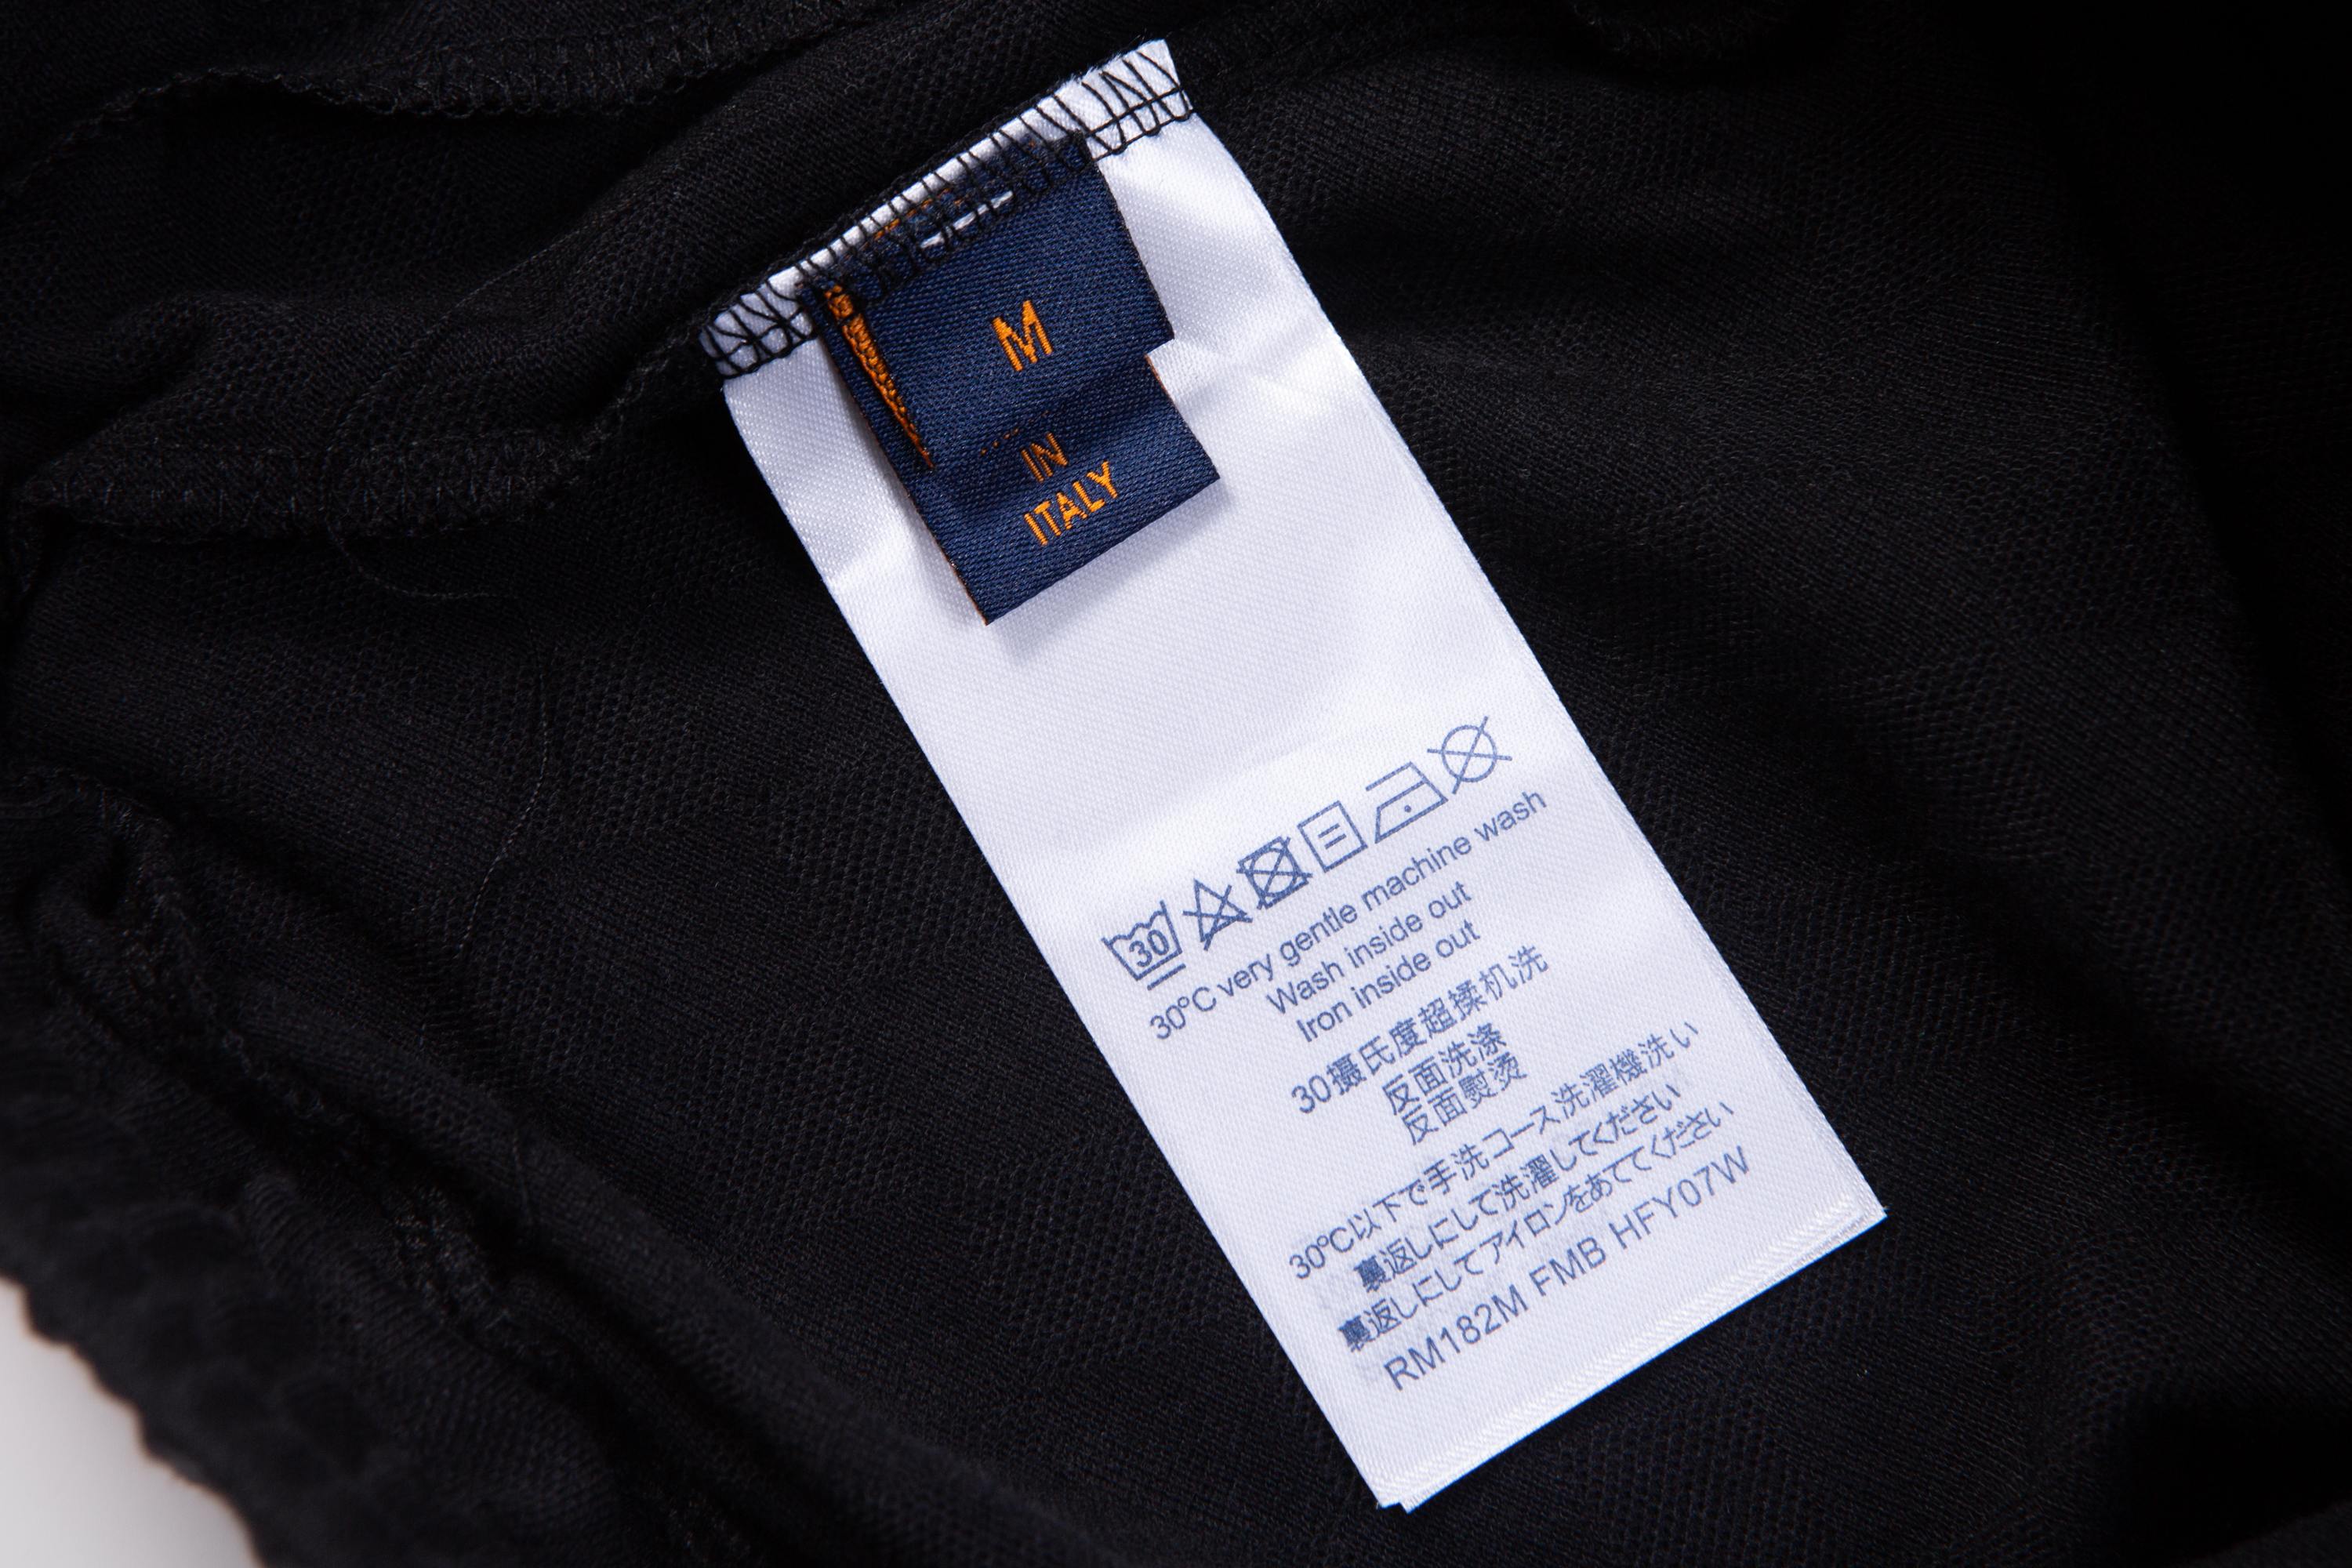 M
IN
ITALY
30
30°C very gentle machine wash
Wash inside out
Iron inside out
30摄氏度超揉机洗
反面洗涤
反面熨烫
30°C以下で手洗コース洗濯機洗い
裏返しにして洗濯してください
裏返しにしてアイロンをあててください
RM182M FMB HFY07W